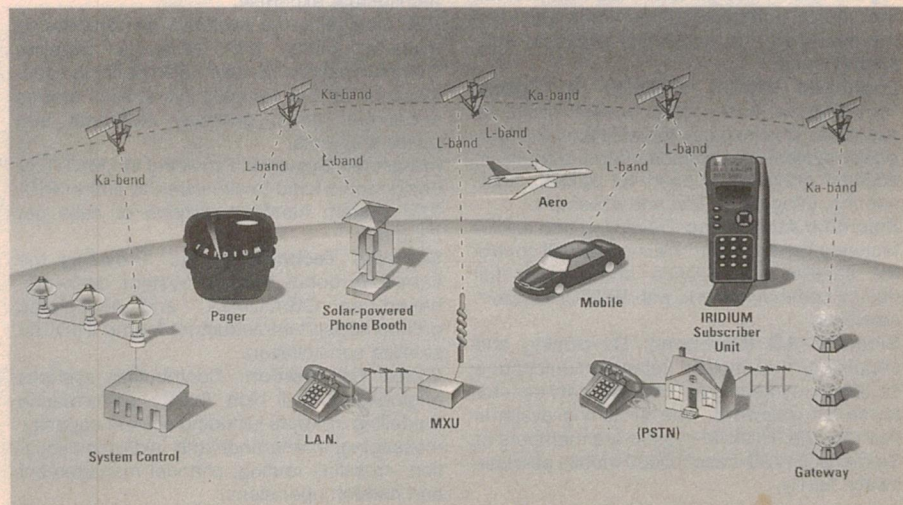 Ka-band
Ka-band
Ka-band
L-band
L-band
L-band
L-band
L-band
L-band
Ka-band
IRIDIUM
Aero
Pager
Solar-powered
Phone Booth
Mobile
IRIDIUM
Subscriber
Unit
System Control
L.A.N.
MXU
(PSTN)
Gateway